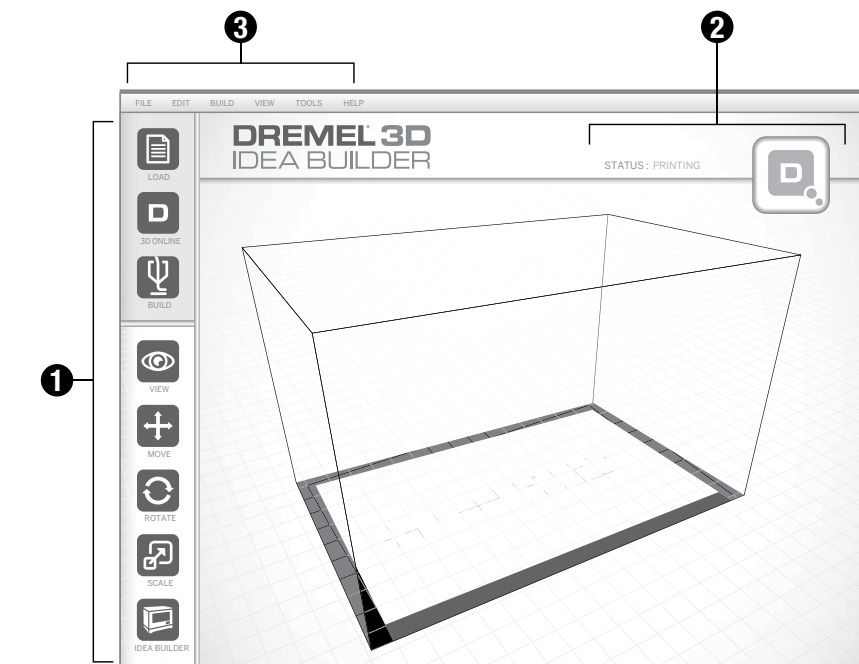 3
2
FILE EDIT BUILD VIEW TOOLS HELP
DREMEL 3D
IDEA BUILDER
STATUS : PRINTING
D
LOAD
D
3D ONLINE
BUILD
1
VIEW
MOVE
ROTATE
SCALE
IDEA BUILDER